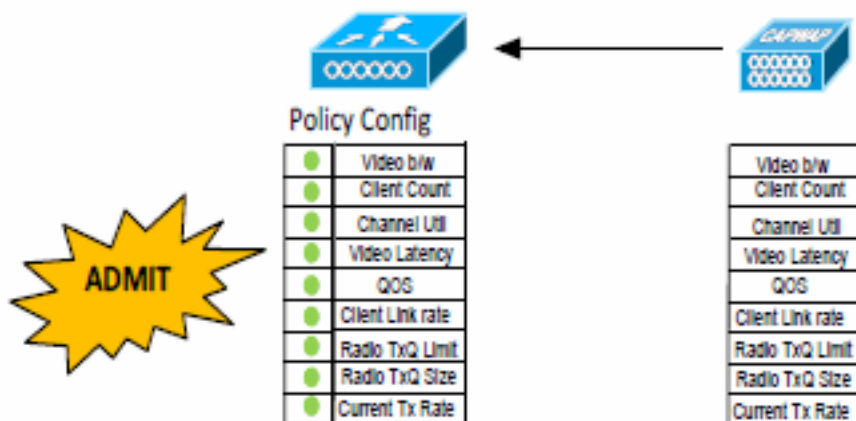 CAPWAP
Policy Config
Video b/w
Client Count
Channel Util
Video Latency
QOS
Client Link rate
Radio TxQ Limit
Radio TxQ Size
Current Tx Rate
ADMIT
Video b/w
Client Count
Channel Util
Video Latency
QOS
Client Link rate
Radio TxQ Limit
Radio TxQ Size
Current Tx Rate